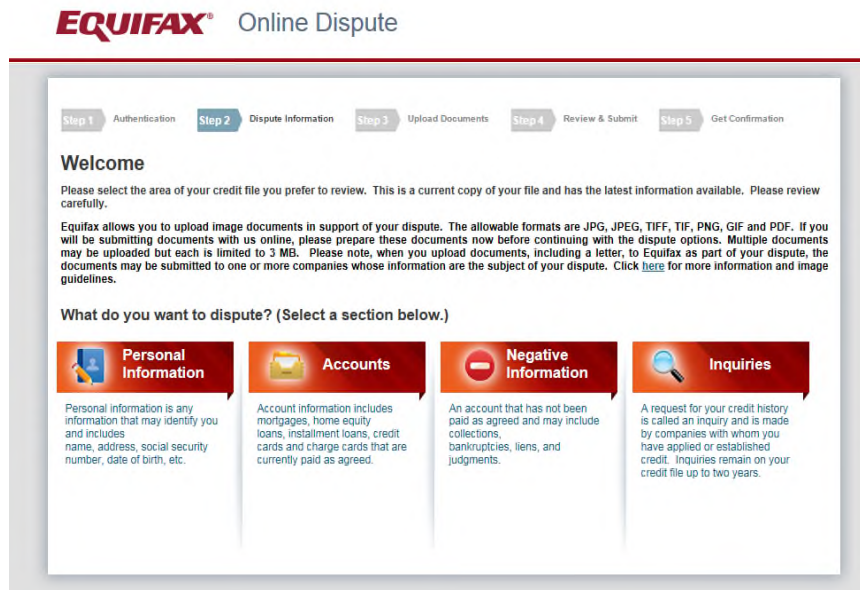 EQUIFAX® Online Dispute
Step 1 Authentication Step 2 Dispute Information Step 3 Upload Documents Step 4 Review & Submit Step 5 Get Confirmation
Welcome
Please select the area of your credit file you prefer to review. This is a current copy of your file and has the latest information available. Please review
carefully.
Equifax allows you to upload image documents in support of your dispute. The allowable formats are JPG, JPEG, TIFF, TIF, PNG, GIF and PDF. If you
will be submitting documents with us online, please prepare these documents now before continuing with the dispute options. Multiple documents
may be uploaded but each is limited to 3 MB. Please note, when you upload documents, including a letter, to Equifax as part of your dispute, the
documents may be submitted to one or more companies whose information are the subject of your dispute. Click here for more information and image
guidelines.
What do you want to dispute? (Select a section below.)
Personal
Information
Personal information is any
information that may identify you
and includes
name, address, social security
number, date of birth, etc.
Accounts
Account information includes
mortgages, home equity
loans, installment loans, credit
cards and charge cards that are
currently paid as agreed.
Negative
Information
An account that has not been
paid as agreed and may include
collections,
bankruptcies, liens, and
judgments.
Inquiries
A request for your credit history
is called an inquiry and is made
by companies with whom you
have applied or established
credit. Inquiries remain on your
credit file up to two years.